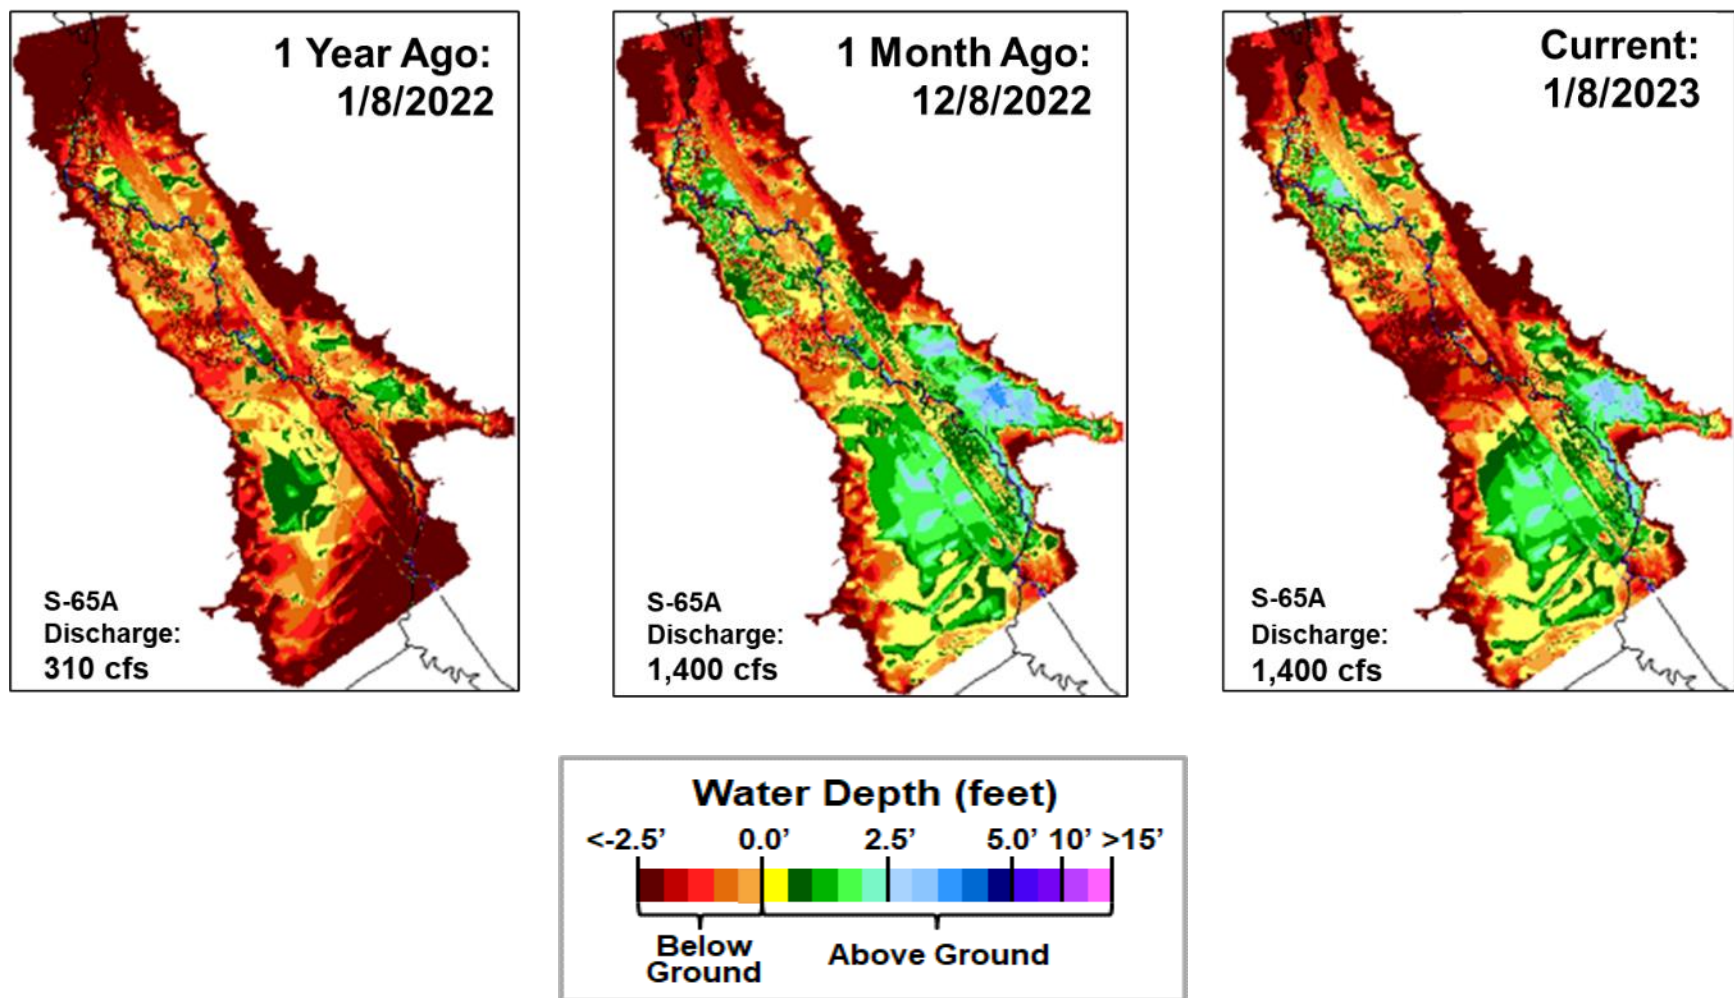 1 Year Ago:
1/8/2022
S-65A
Discharge:
310 cfs
1 Month Ago:
12/8/2022
S-65A
Discharge:
1,400 cfs
Current:
1/8/2023
S-65A
Discharge:
1,400 cfs
Water Depth (feet)
<-2.5’ 0.0’ 2.5’ 5.0’ 10’ >15’
Below
Ground
Above Ground